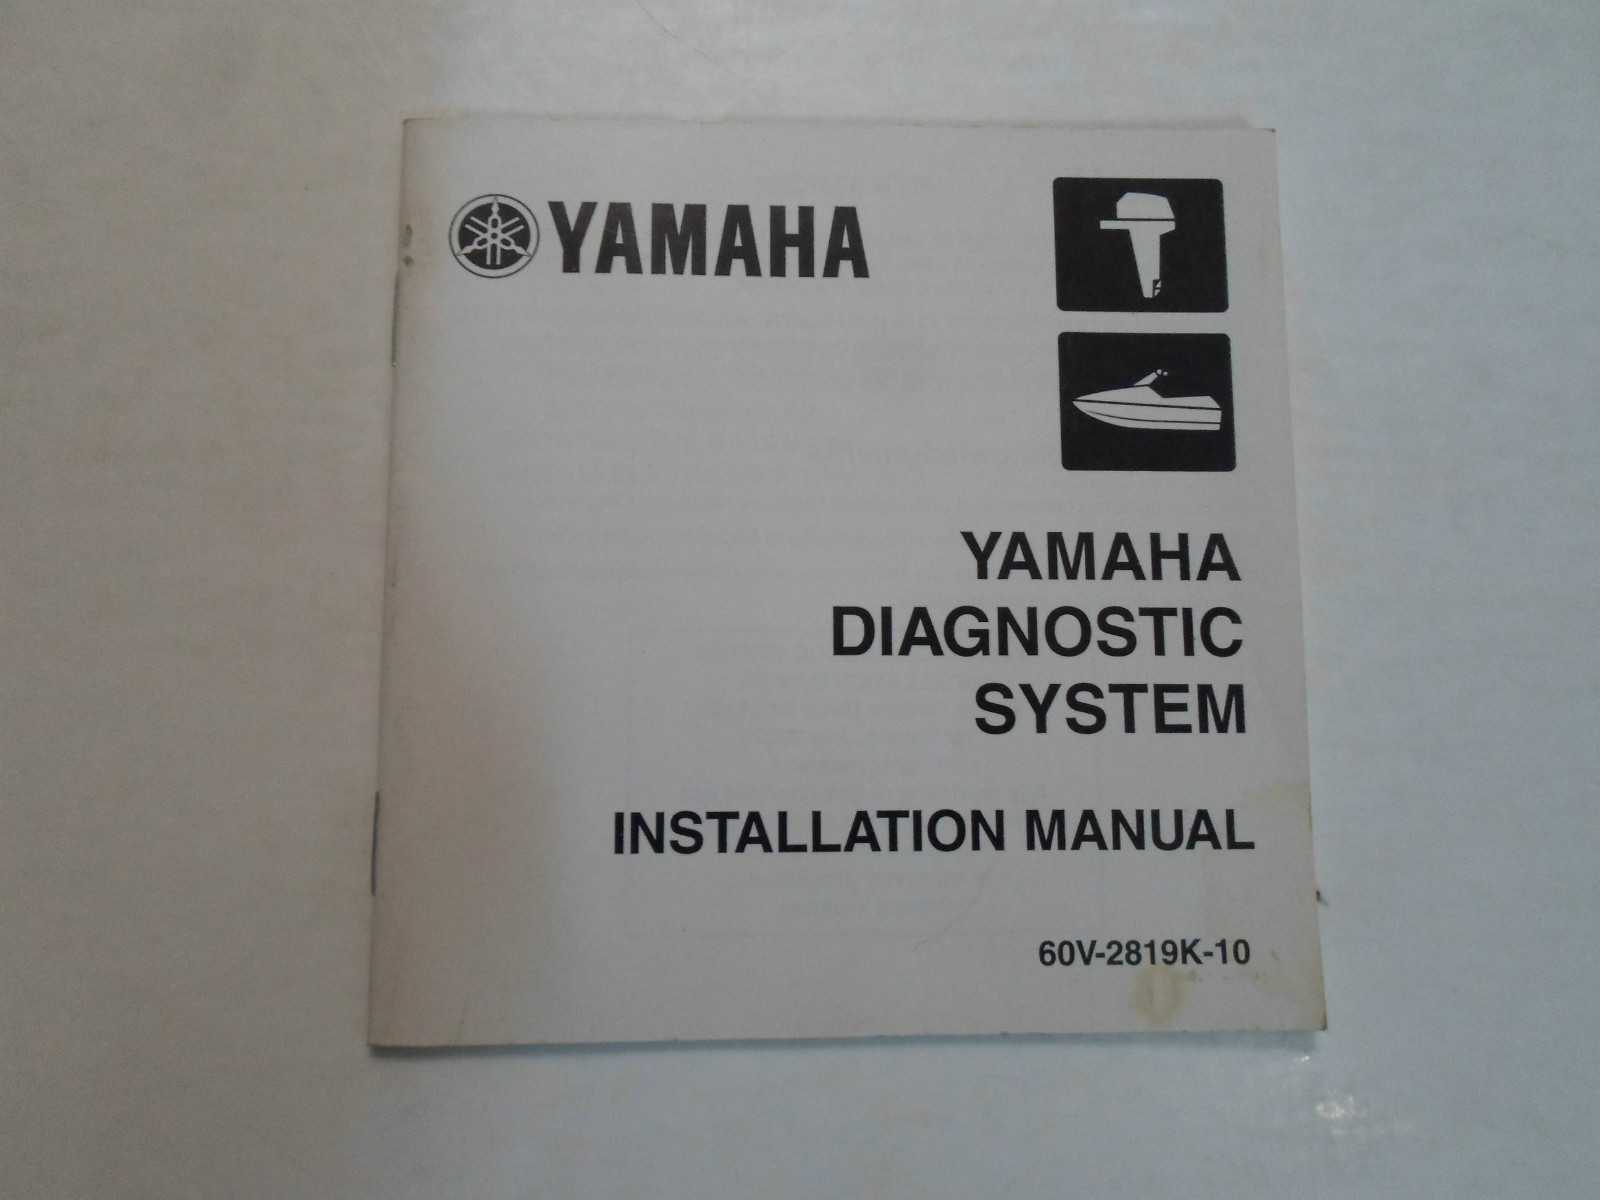 YAMAHA
YAMAHA
DIAGNOSTIC
SYSTEM
INSTALLATION MANUAL
60V-2819K-10